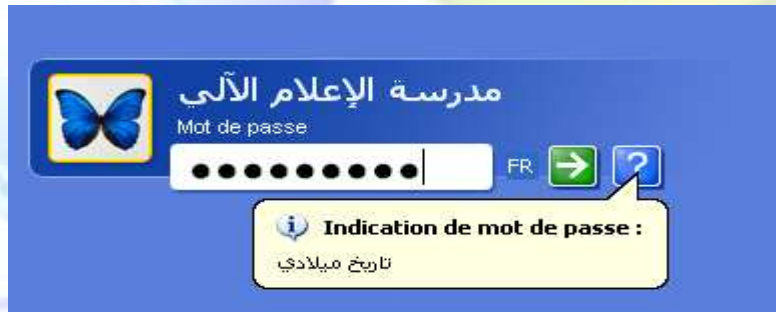 مدرسة الإعلام الآلي
Mot de passe
FR
?
Indication de mot de passe :
تاريخ ميلادي